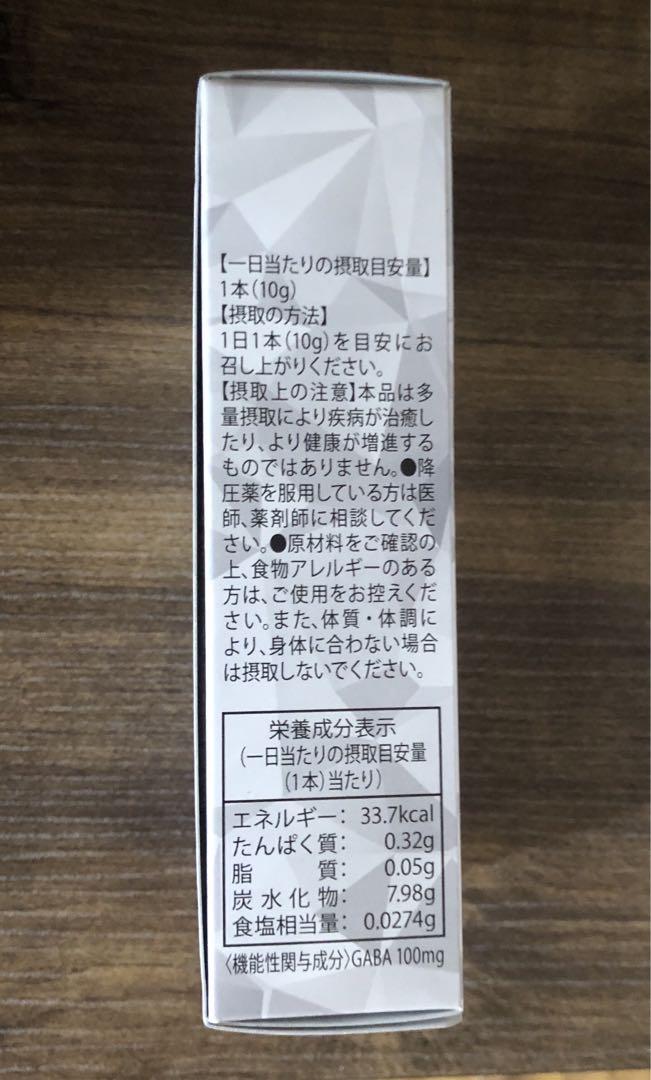 【一日当たりの摂取目安量】
1本(10g)
【摂取の方法】
1日1本(10g)を目安にお
召し上がりください。
【摂取上の注意】本品は多
量摂取により疾病が治癒し
たり、より健康が増進する
ものではありません。●降
圧薬を服用している方は医
師、薬剤師に相談してくだ
さい。●原材料をご確認の
上、食物アレルギーのある
方は、ご使用をお控えくだ
さい。また、体質・体調に
より、身体に合わない場合
は摂取しないでください。
栄養成分表示
(一日当たりの摂取目安量
(1本)当たり)
エネルギー: 33.7kcal
たんぱく質: 0.32g
脂質: 0.05g
炭水化物: 7.98g
食塩相当量: 0.0274g
〈機能性関与成分〉GABA 100mg